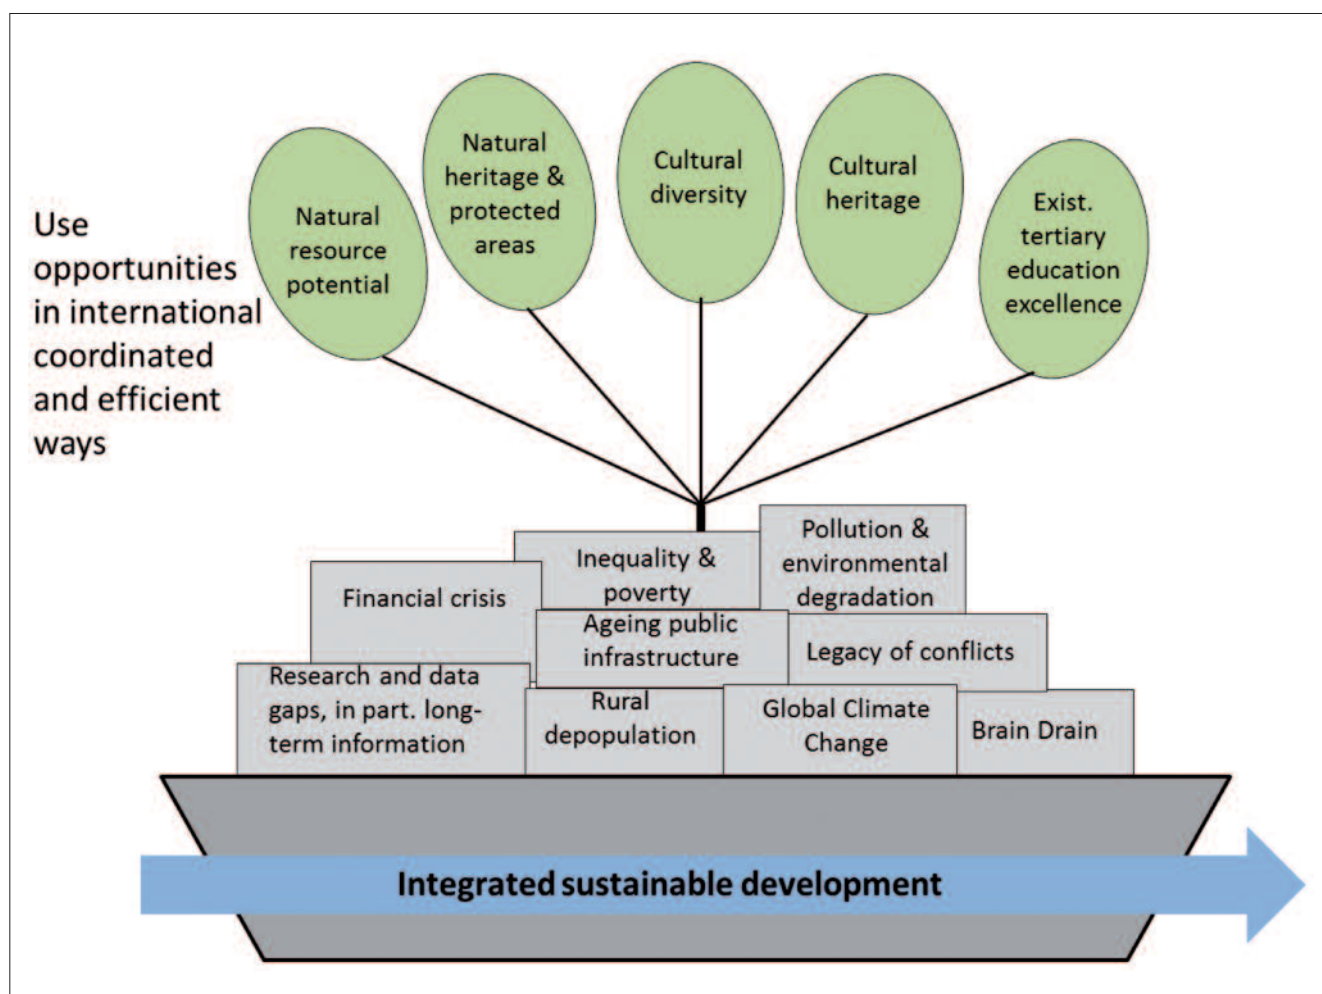 Use
opportunities
in international
coordinated
and efficient
ways
Natural
resource
potential
Natural
heritage &
protected
areas
Cultural
diversity
Cultural
heritage
Exist.
tertiary
education
excellence
Inequality &
poverty
Pollution &
environmental
degradation
Financial crisis
Ageing public
infrastructure
Legacy of conflicts
Research and data
gaps, in part. long-
term information
Rural
depopulation
Global Climate
Change
Brain Drain
Integrated sustainable development